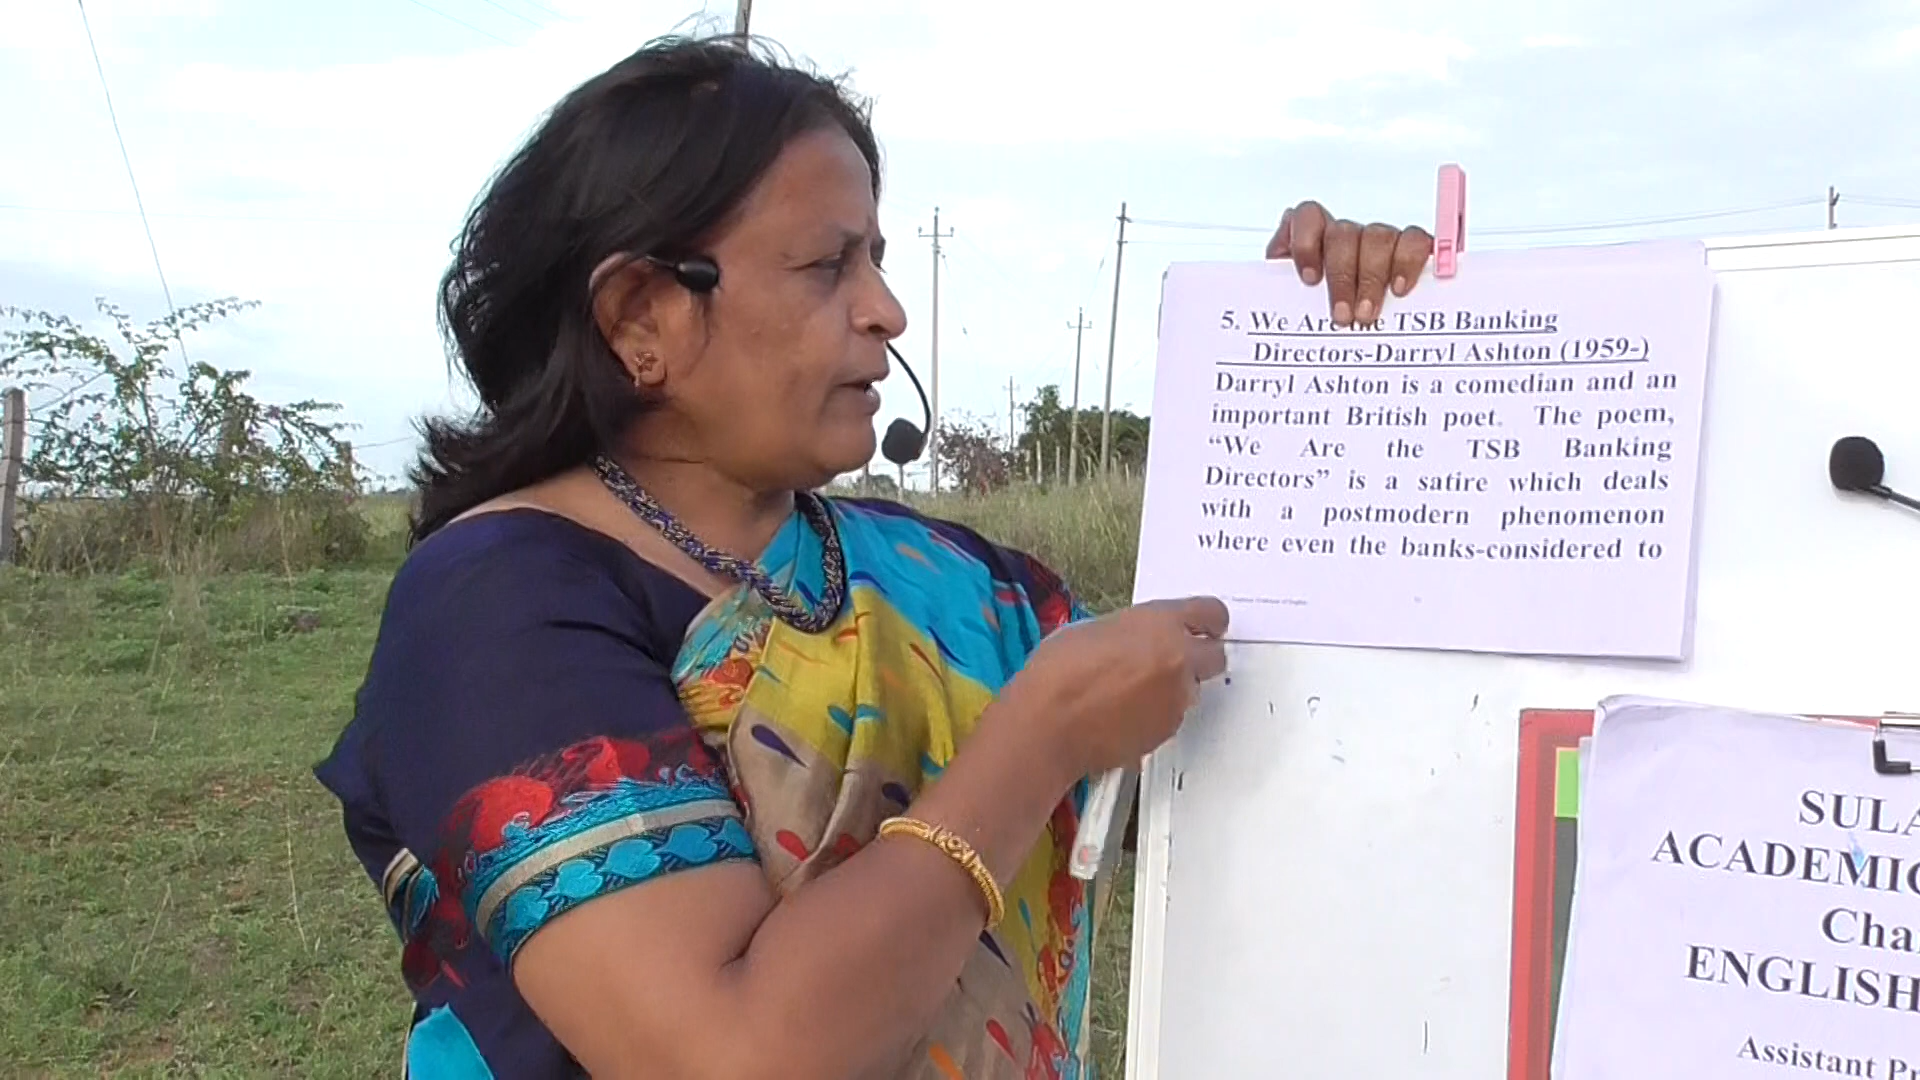 5. We Are the TSB Banking
Directors-Darryl Ashton (1959-)
Darryl Ashton is a comedian and an
important British poet. The poem,
“We Are the TSB Banking
Directors” is a satire which deals
with a postmodern phenomenon
where even the banks-considered to
SULA
ACADEMIC
Cha
ENGLISH
Assistant Pr